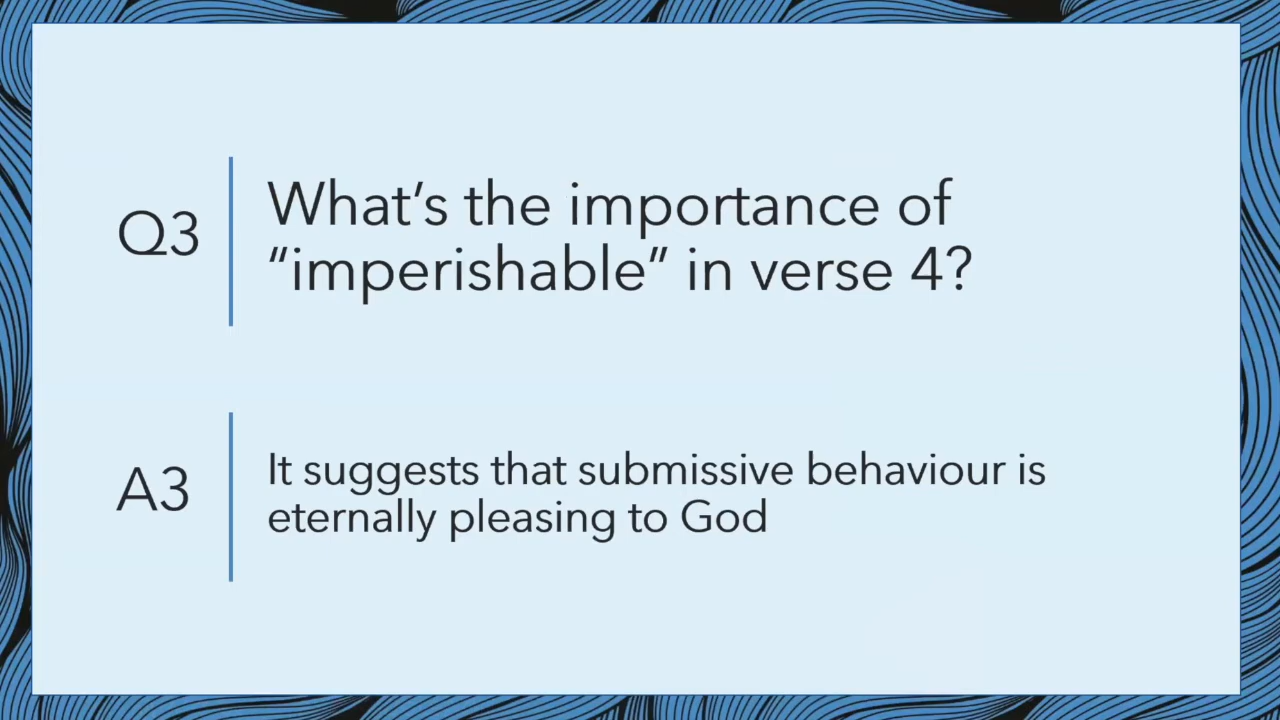 Q3
What's the importance of
"imperishable" in verse 4?
A3
It suggests that submissive behaviour is
eternally pleasing to God